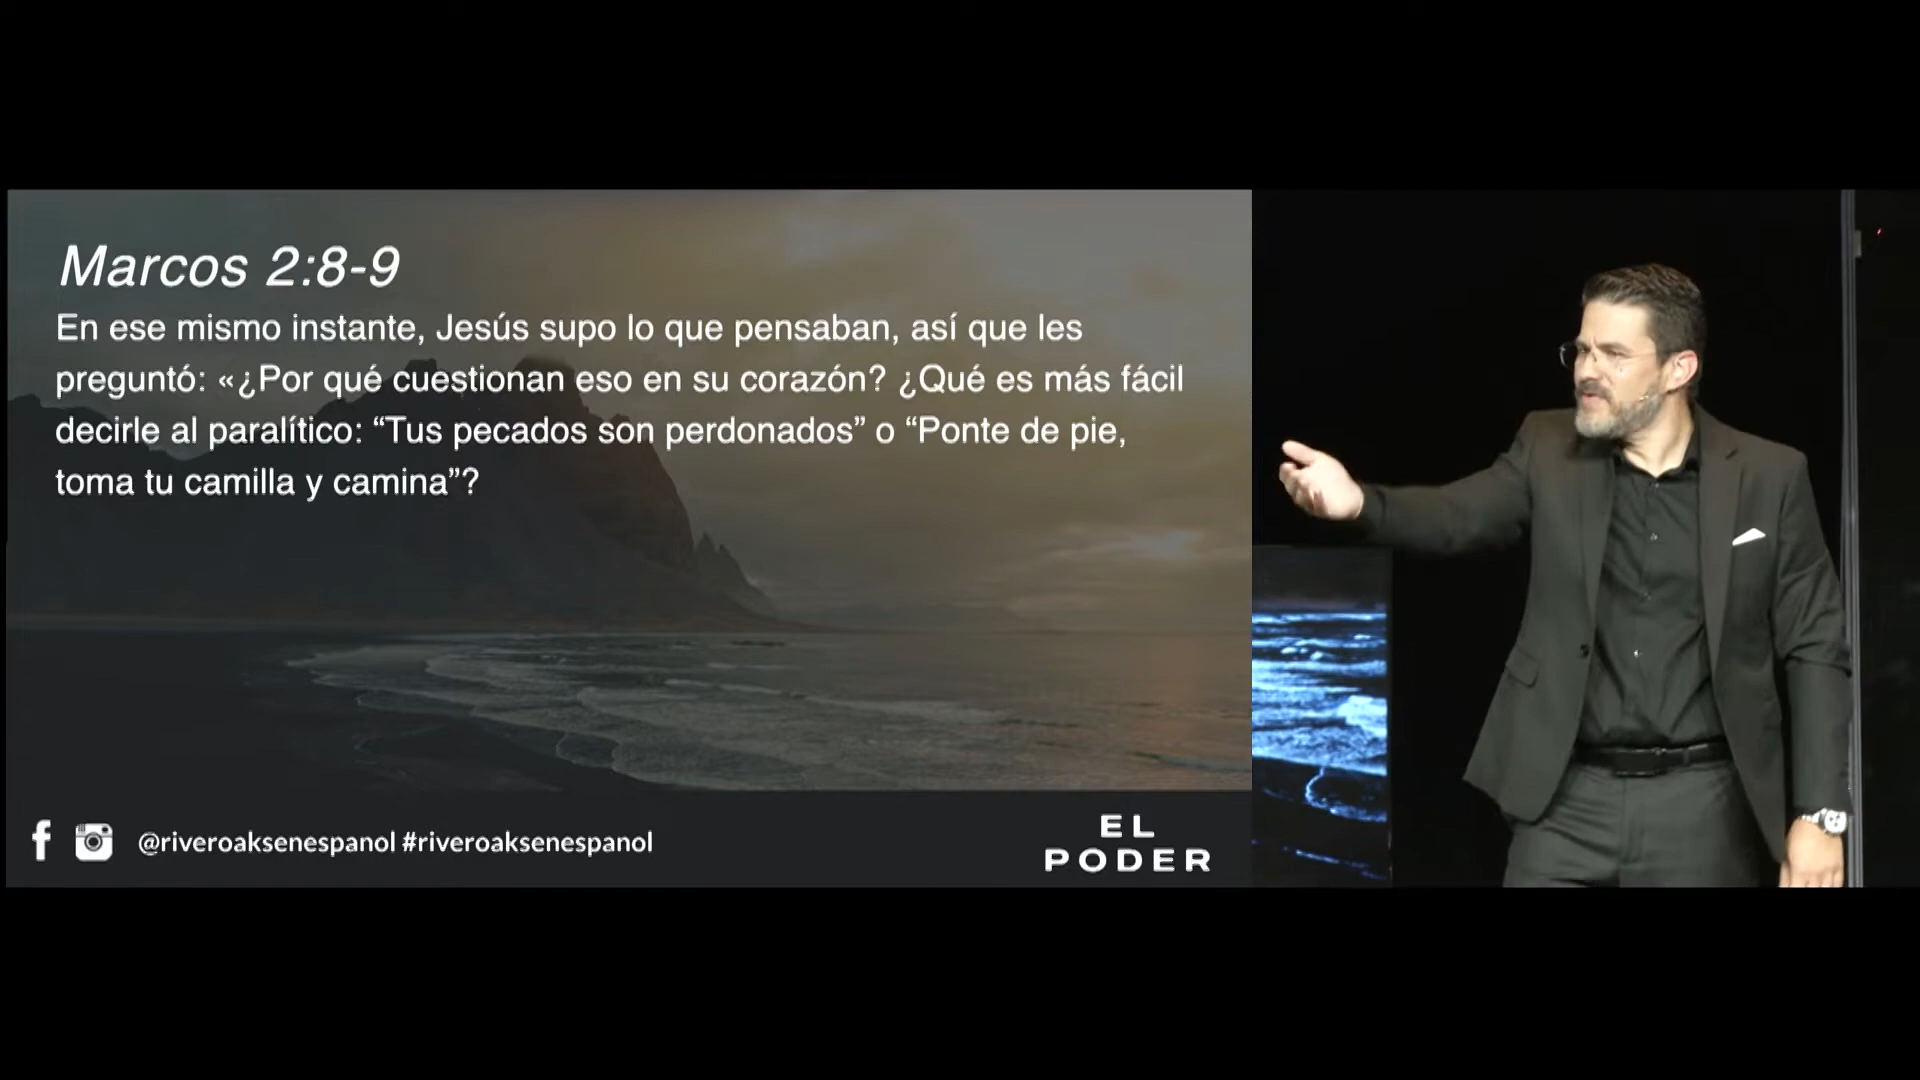 Marcos 2:8-9
En ese mismo instante, Jesús supo lo que pensaban, así que les
preguntó: «¿Por qué cuestionan eso en su corazón? ¿Qué es más fácil
decirle al paralítico: “Tus pecados son perdonados” o “Ponte de pie,
toma tu camilla y camina”?
@riveroaksenespanol #riveroaksenespanol
EL
PODER